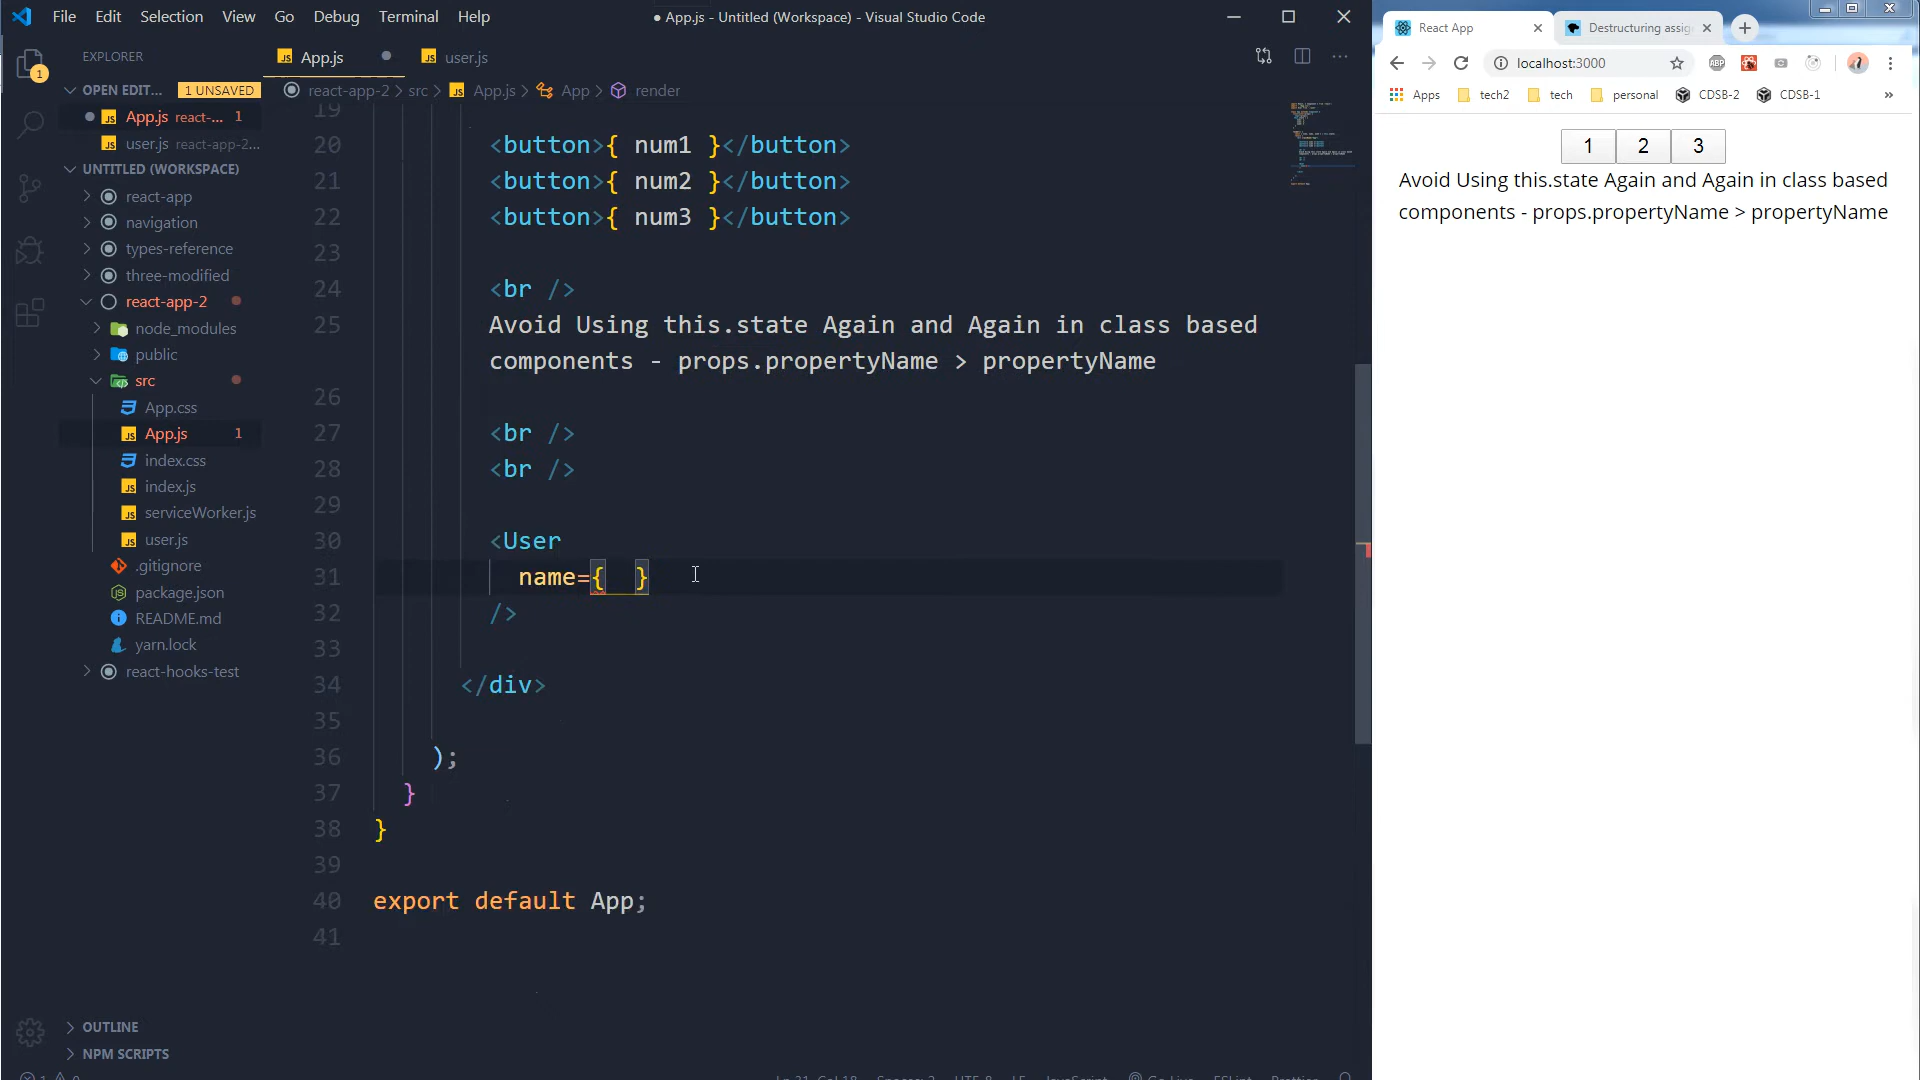 File Edit Selection View Go Debug Terminal Help
● App.js - Untitled (Workspace) - Visual Studio Code
EXPLORER
OPEN EDIT... 1 UNSAVED
App.js react-... 1
user.js react-app-2...
UNTITLED (WORKSPACE)
react-app
navigation
types-reference
three-modified
react-app-2
node_modules
public
src
App.css
App.js 1
index.css
index.js
serviceWorker.js
user.js
.gitignore
package.json
README.md
yarn.lock
react-hooks-test
OUTLINE
NPM SCRIPTS
App.js user.js
react-app-2 > src > App.js > App > render
19
20 <button>{ num1 }</button>
21 <button>{ num2 }</button>
22 <button>{ num3 }</button>
23
24 <br />
25 Avoid Using this.state Again and Again in class based
components - props.propertyName > propertyName
26
27 <br />
28 <br />
29
30 <User
31 name={ }
32 />
33
34 </div>
35
36 );
37 }
38 }
39
40 export default App;
41
React App
Destructuring assig
localhost:3000
ABP
Apps tech2 tech personal CDSB-2 CDSB-1 »
1 2 3
Avoid Using this.state Again and Again in class based
components - props.propertyName > propertyName